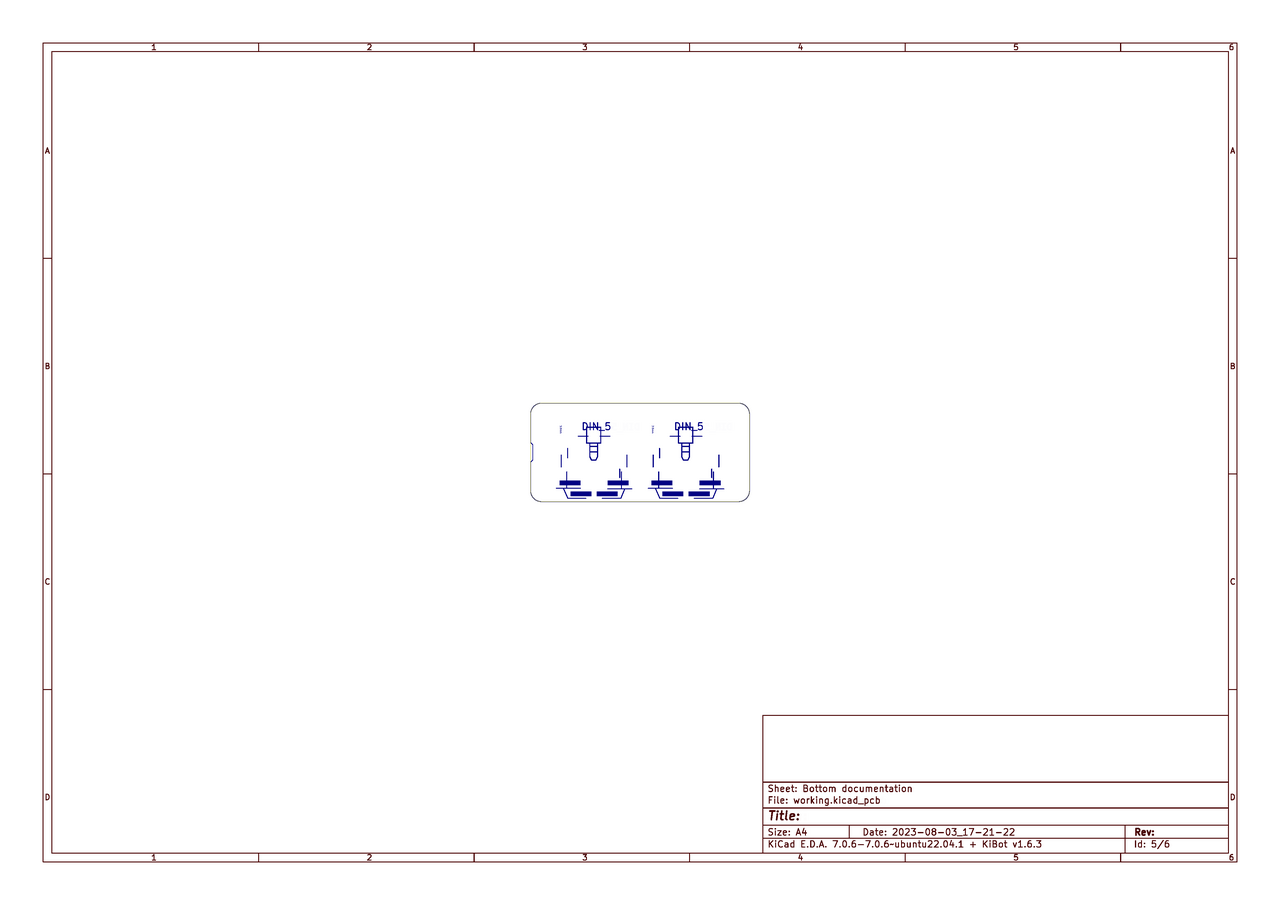 1 2 3 4 5 6
A A
B B
DIN_5 DIN_5
C C
D D
Sheet: Bottom documentation
File: working.kicad_pcb
Title:
Size: A4 Date: 2023-08-03_17-21-22 Rev:
KiCad E.D.A. 7.0.6-7.0.6~ubuntu22.04.1 + KiBot v1.6.3 Id: 5/6
1 2 3 4 5 6